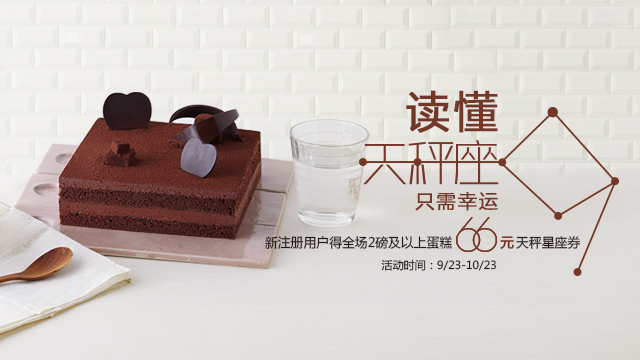 读懂
天秤座
只需幸运
新注册用户得全场2磅及以上蛋糕66元天秤星座券
活动时间：9/23-10/23